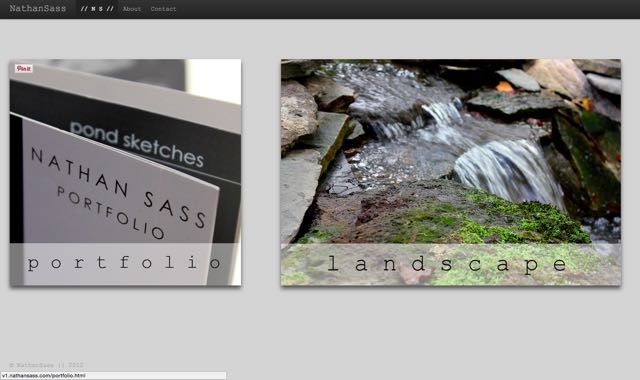 NathanSass // N S // About Contact
Pin it
pond sketches
NATHAN SASS
PORTFOLIO
portfolio
landscape
© NathanSass || 2012
v1.nathansass.com/portfolio.html